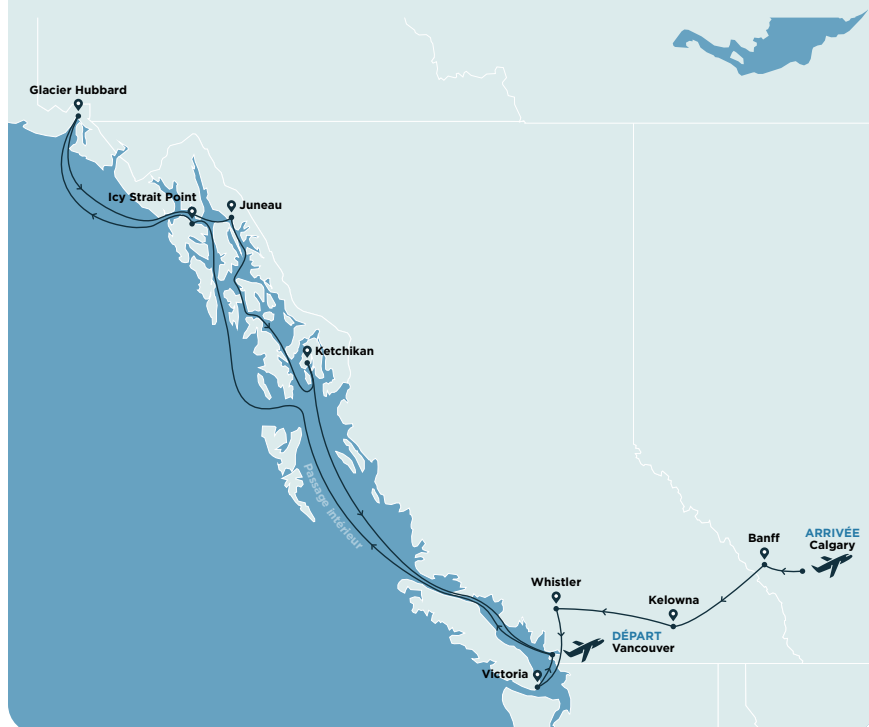 Glacier Hubbard
Icy Strait Point
Juneau
Ketchikan
Passage intérieur
ARRIVÉE
Calgary
Banff
Whistler
Kelowna
DÉPART
Vancouver
Victoria